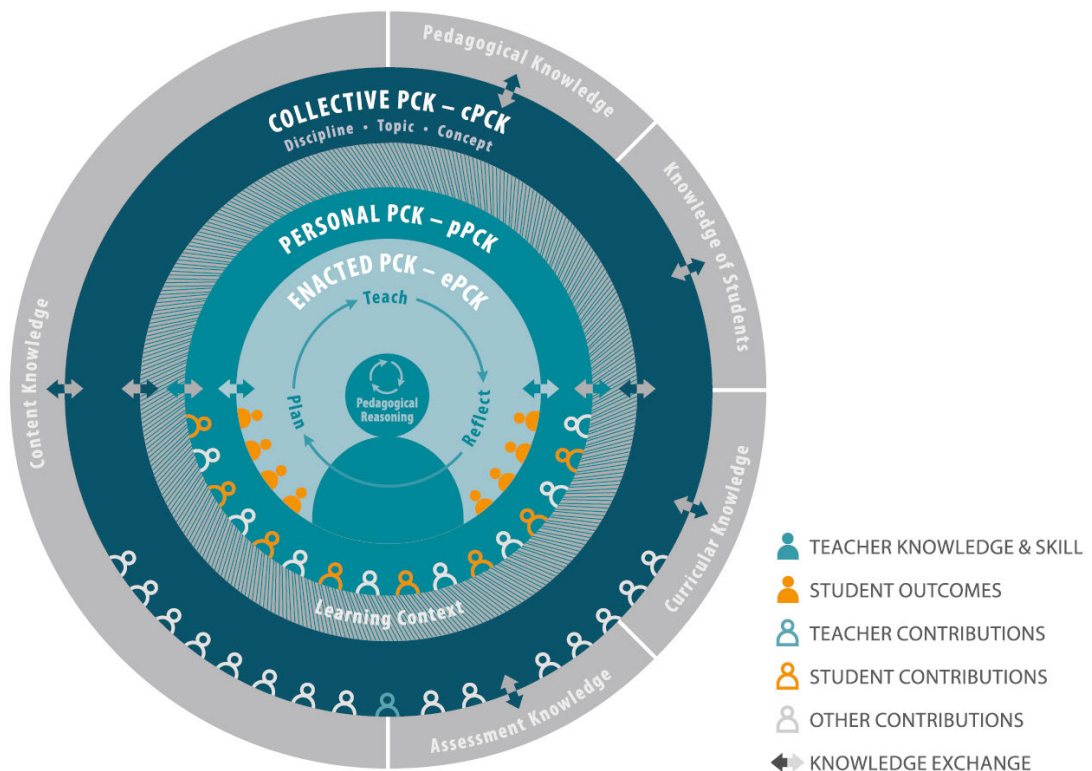 Pedagogical Knowledge
COLLECTIVE PCK – cPCK
Discipline • Topic • Concept
Knowledge of Students
PERSONAL PCK – pPCK
ENACTED PCK – ePCK
Teach
Pedagogical
Reasoning
Plan
Reflect
Content Knowledge
Curricular Knowledge
Learning Context
Assessment Knowledge
TEACHER KNOWLEDGE & SKILL
STUDENT OUTCOMES
TEACHER CONTRIBUTIONS
STUDENT CONTRIBUTIONS
OTHER CONTRIBUTIONS
KNOWLEDGE EXCHANGE